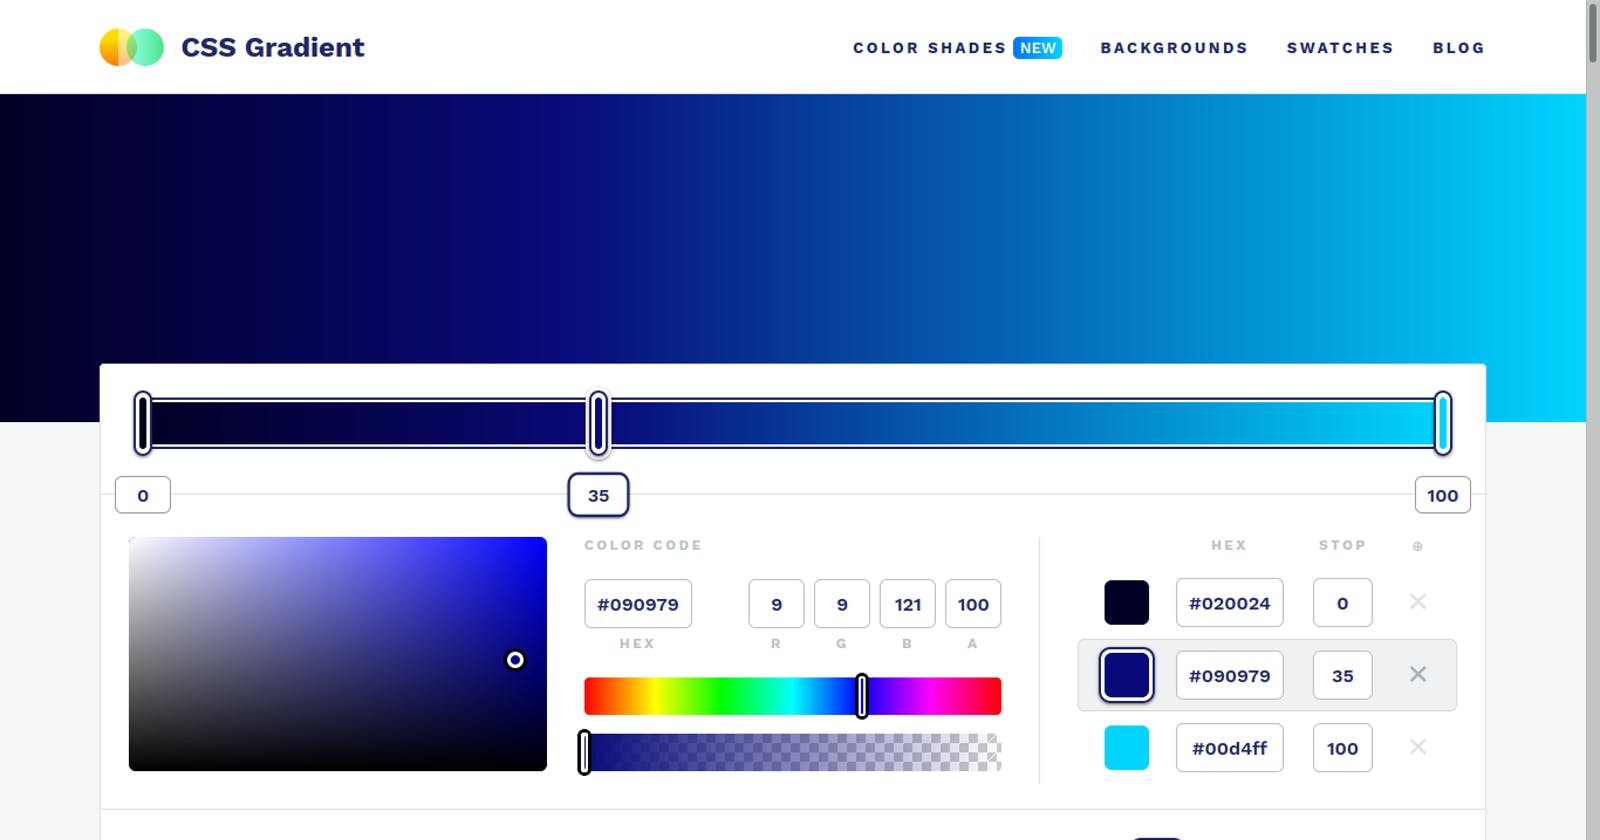 CSS Gradient
COLOR SHADES NEW BACKGROUNDS SWATCHES BLOG
0 35 100
COLOR CODE
#090979 9 9 121 100
HEX R G B A
HEX STOP
#020024 0
#090979 35
#00d4ff 100